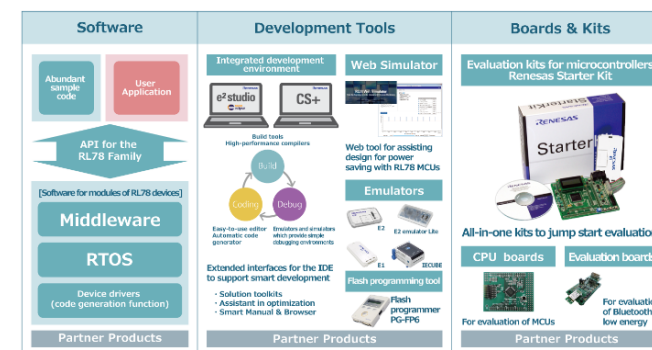 Software
Abundant
sample
code
User
Application
API for the
RL78 Family
[Software for modules of RL78 devices]
Middleware
RTOS
Device drivers
(code generation function)
Partner Products
Development Tools
Integrated development
environment
RENESAS
e² studio
RENESAS
CS+
Build tools
High-performance compilers
Build
Coding
Debug
Easy-to-use editor
Automatic code
generator
Emulators and simulators
which provide simple
debugging environments
Extended interfaces for the IDE
to support smart development
・Solution toolkits
・Assistant in optimization
・Smart Manual & Browser
Web Simulator
Web tool for assisting
design for power
saving with RL78 MCUs
Emulators
E2
E2 emulator Lite
E1
IECUBE
Flash programming tool
Flash
programmer
PG-FP6
Partner Products
Boards & Kits
Evaluation kits for microcontrollers
Renesas Starter Kit
RENESAS
Starter
All-in-one kits to jump start evaluation
CPU boards
For evaluation of MCUs
Evaluation boards
For evaluatio
of Bluetooth
low energy
Partner Products